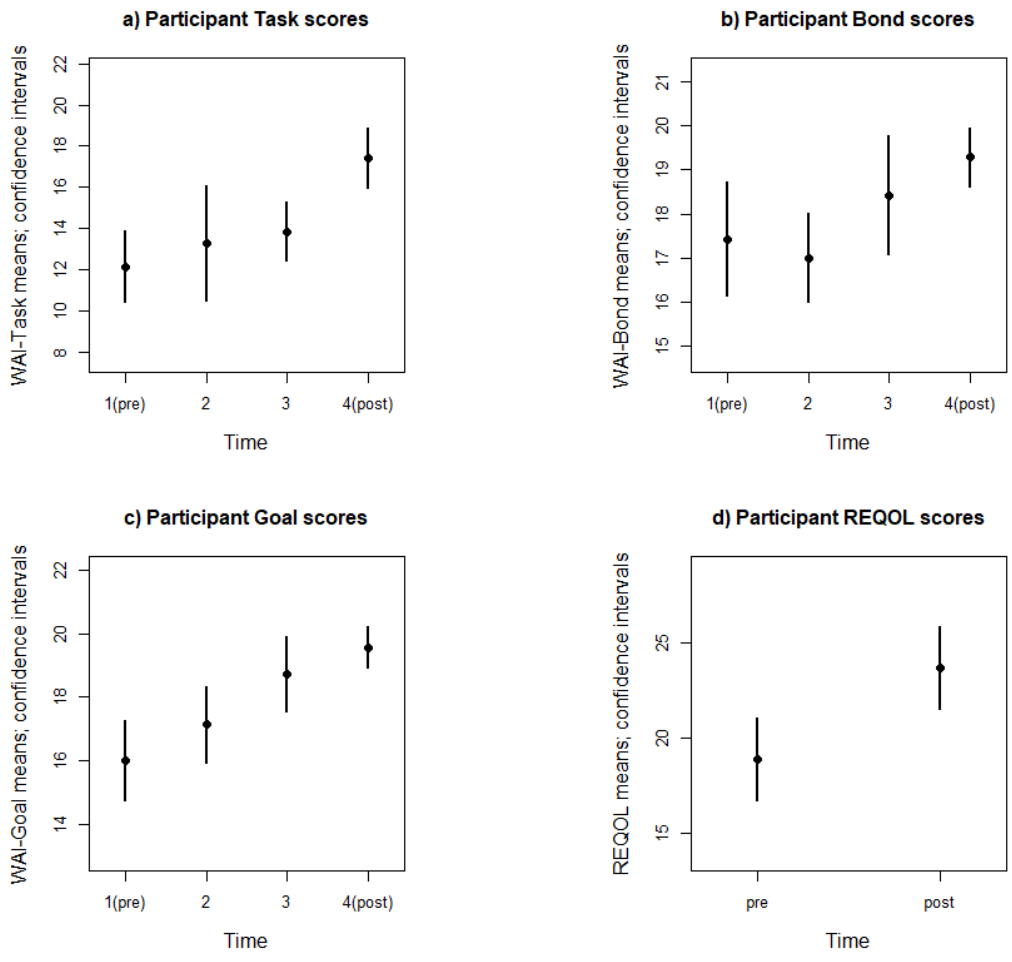 a) Participant Task scores
WAI-Task means; confidence intervals
22
20
18
16
14
12
10
8
1(pre) 2 3 4(post)
Time
b) Participant Bond scores
WAI-Bond means; confidence intervals
21
20
19
18
17
16
15
1(pre) 2 3 4(post)
Time
c) Participant Goal scores
WAI-Goal means; confidence intervals
22
20
18
16
14
1(pre) 2 3 4(post)
Time
d) Participant REQOL scores
REQOL means; confidence intervals
25
20
15
pre post
Time